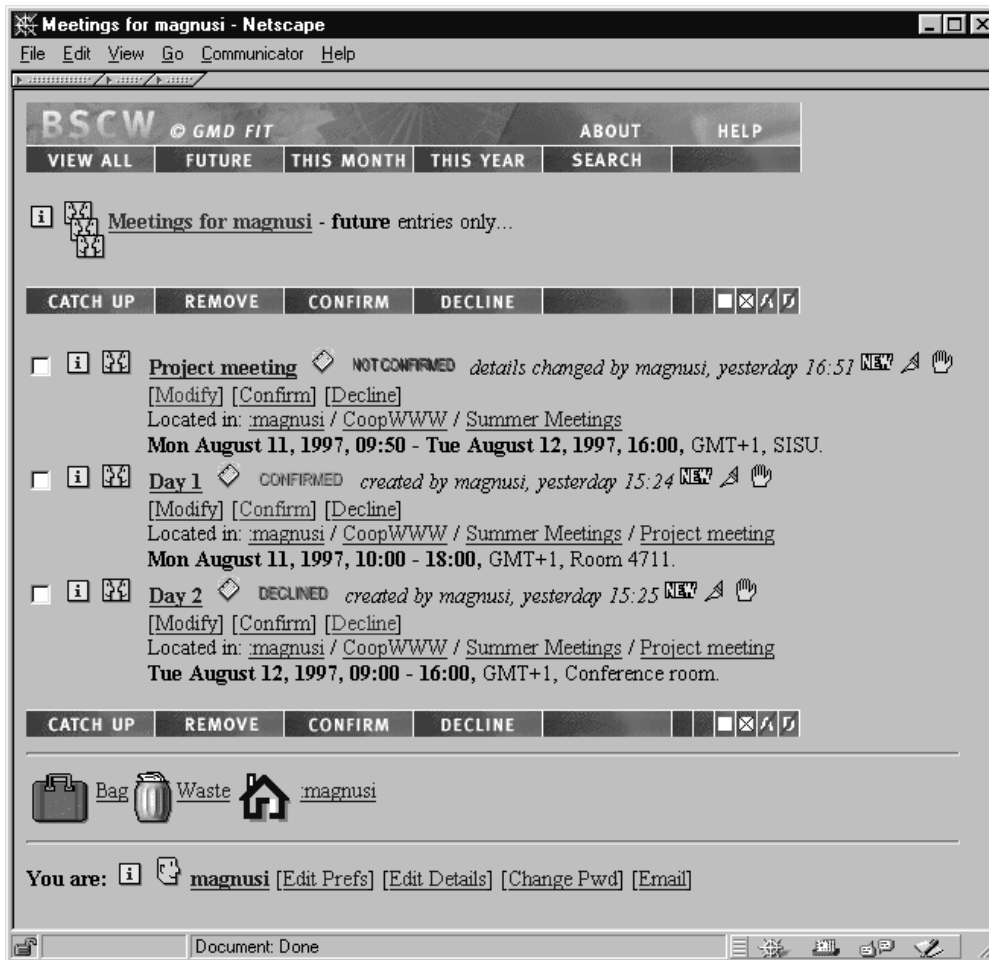 Meetings for magnusi - Netscape
File Edit View Go Communicator Help
BSCW © GMD FIT ABOUT HELP
VIEW ALL FUTURE THIS MONTH THIS YEAR SEARCH
i Meetings for magnusi - future entries only...
CATCH UP REMOVE CONFIRM DECLINE
i Project meeting NOT CONFIRMED details changed by magnusi, yesterday 16:51 NEW
[Modify] [Confirm] [Decline]
Located in: :magnusi / CoopWWW / Summer Meetings
Mon August 11, 1997, 09:50 - Tue August 12, 1997, 16:00, GMT+1, SISU.
i Day 1 CONFIRMED created by magnusi, yesterday 15:24 NEW
[Modify] [Confirm] [Decline]
Located in: :magnusi / CoopWWW / Summer Meetings / Project meeting
Mon August 11, 1997, 10:00 - 18:00, GMT+1, Room 4711.
i Day 2 DECLINED created by magnusi, yesterday 15:25 NEW
[Modify] [Confirm] [Decline]
Located in: :magnusi / CoopWWW / Summer Meetings / Project meeting
Tue August 12, 1997, 09:00 - 16:00, GMT+1, Conference room.
CATCH UP REMOVE CONFIRM DECLINE
Bag Waste :magnusi
You are: i magnusi [Edit Prefs] [Edit Details] [Change Pwd] [Email]
Document: Done